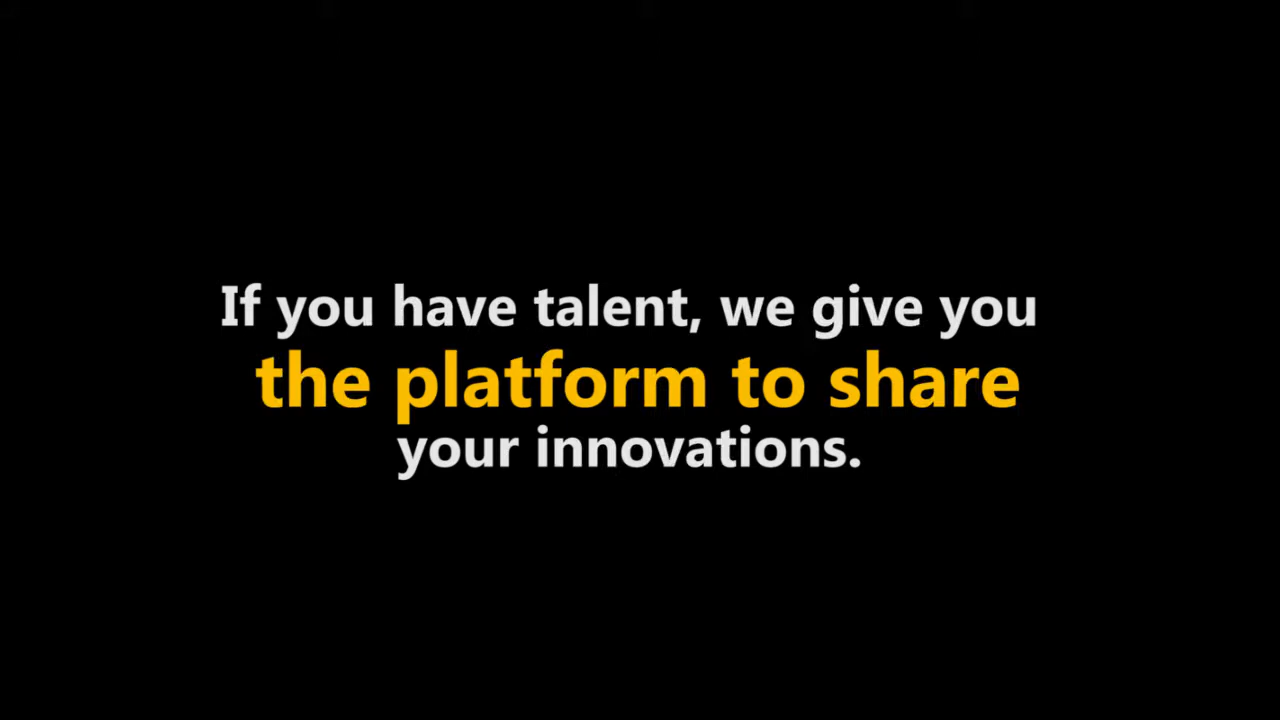 If you have talent, we give you
the platform to share
your innovations.